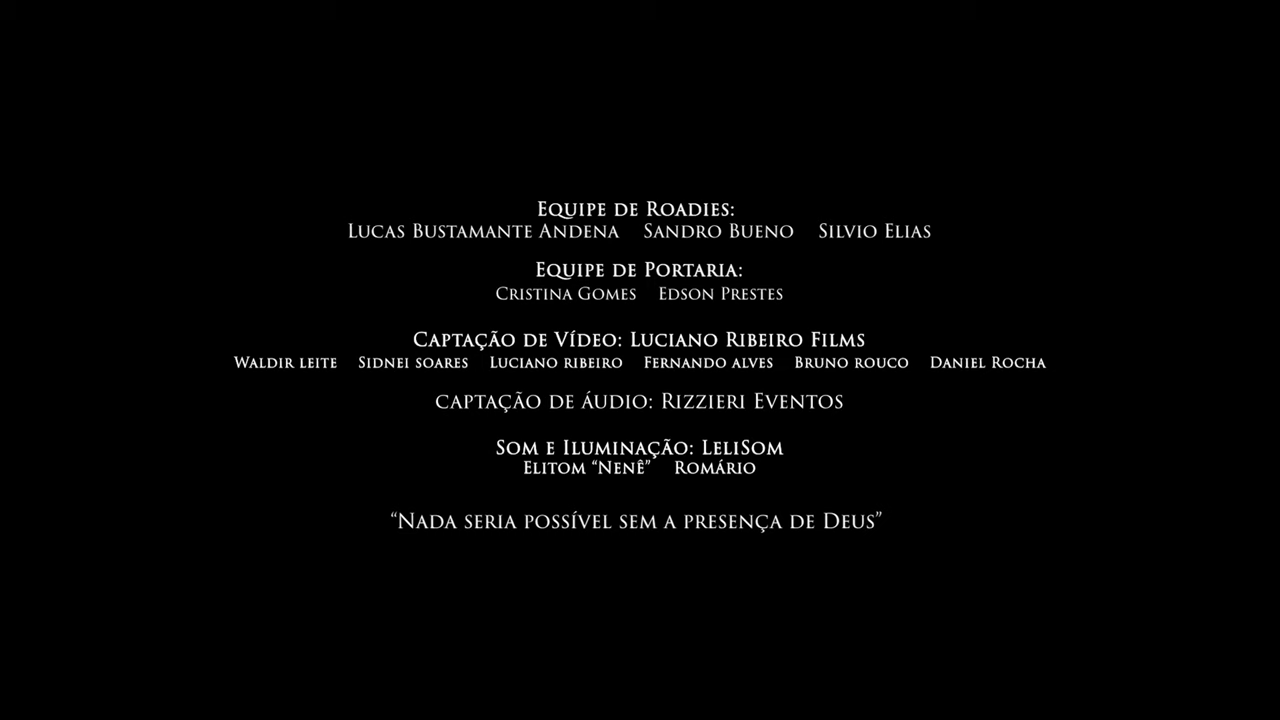 Equipe de Roadies:
Lucas Bustamante Andena Sandro Bueno Silvio Elias
Equipe de Portaria:
Cristina Gomes Edson Prestes
Captação de Vídeo: Luciano Ribeiro Films
Waldir leite Sidnei soares Luciano ribeiro Fernando alves Bruno rouco Daniel Rocha
captação de áudio: Rizzieri Eventos
Som e Iluminação: LeliSom
Elitom “Nenê” Romário
“Nada seria possível sem a presença de Deus”